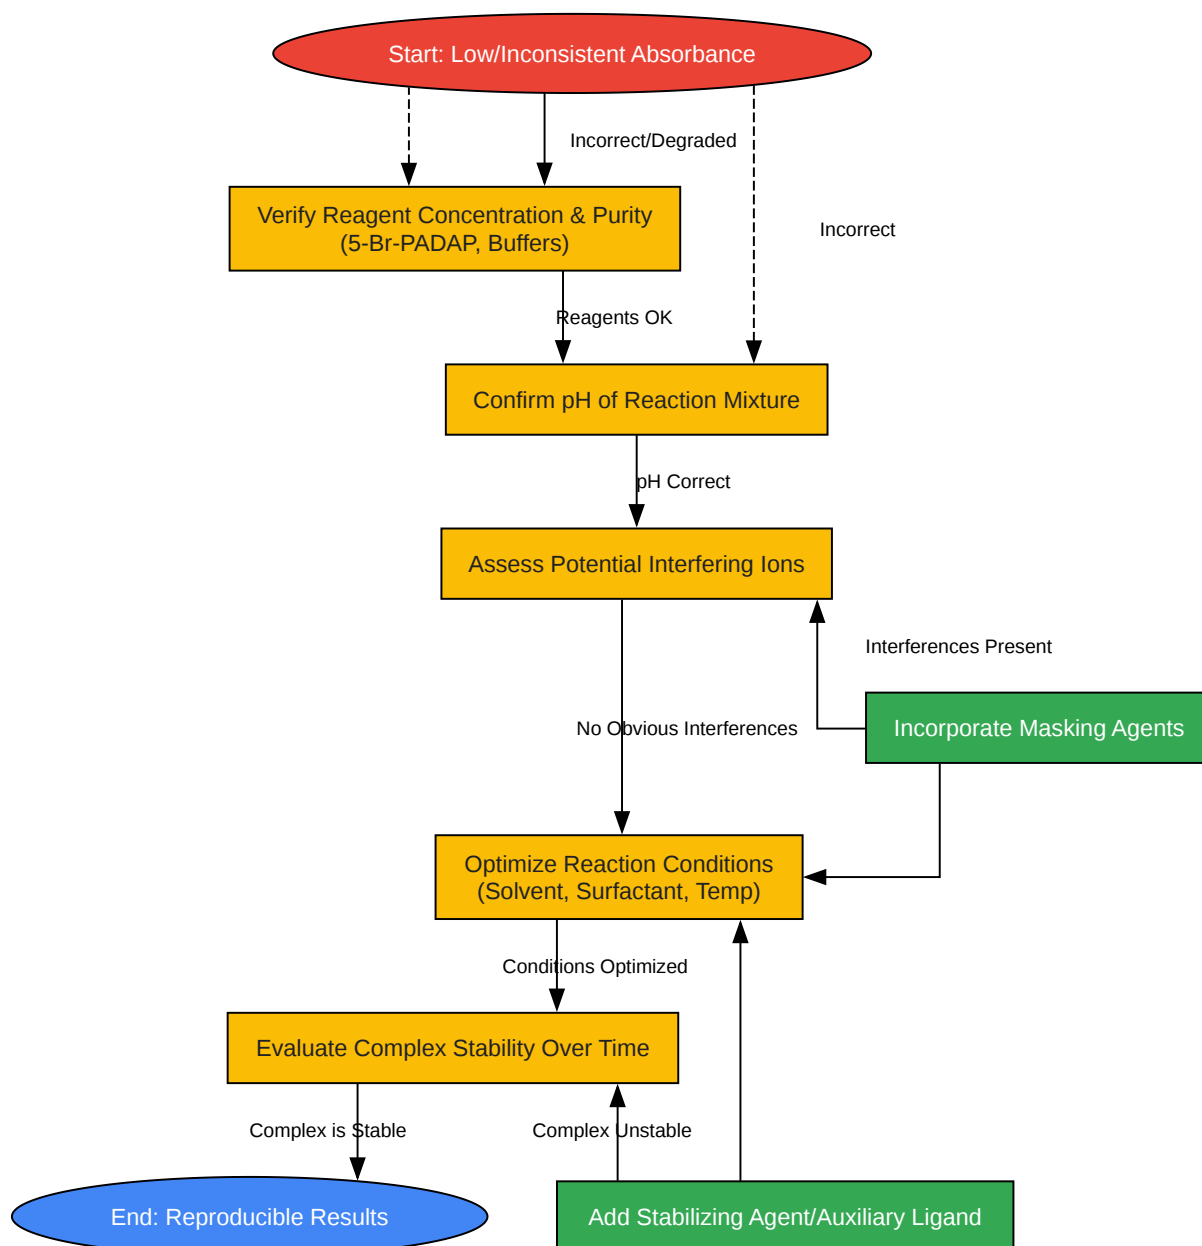 Start: Low/Inconsistent Absorbance
Incorrect/Degraded
Verify Reagent Concentration & Purity
(5-Br-PADAP, Buffers)
Incorrect
Reagents OK
Confirm pH of Reaction Mixture
pH Correct
Assess Potential Interfering Ions
Interferences Present
No Obvious Interferences
Incorporate Masking Agents
Optimize Reaction Conditions
(Solvent, Surfactant, Temp)
Conditions Optimized
Evaluate Complex Stability Over Time
Complex is Stable
Complex Unstable
End: Reproducible Results
Add Stabilizing Agent/Auxiliary Ligand